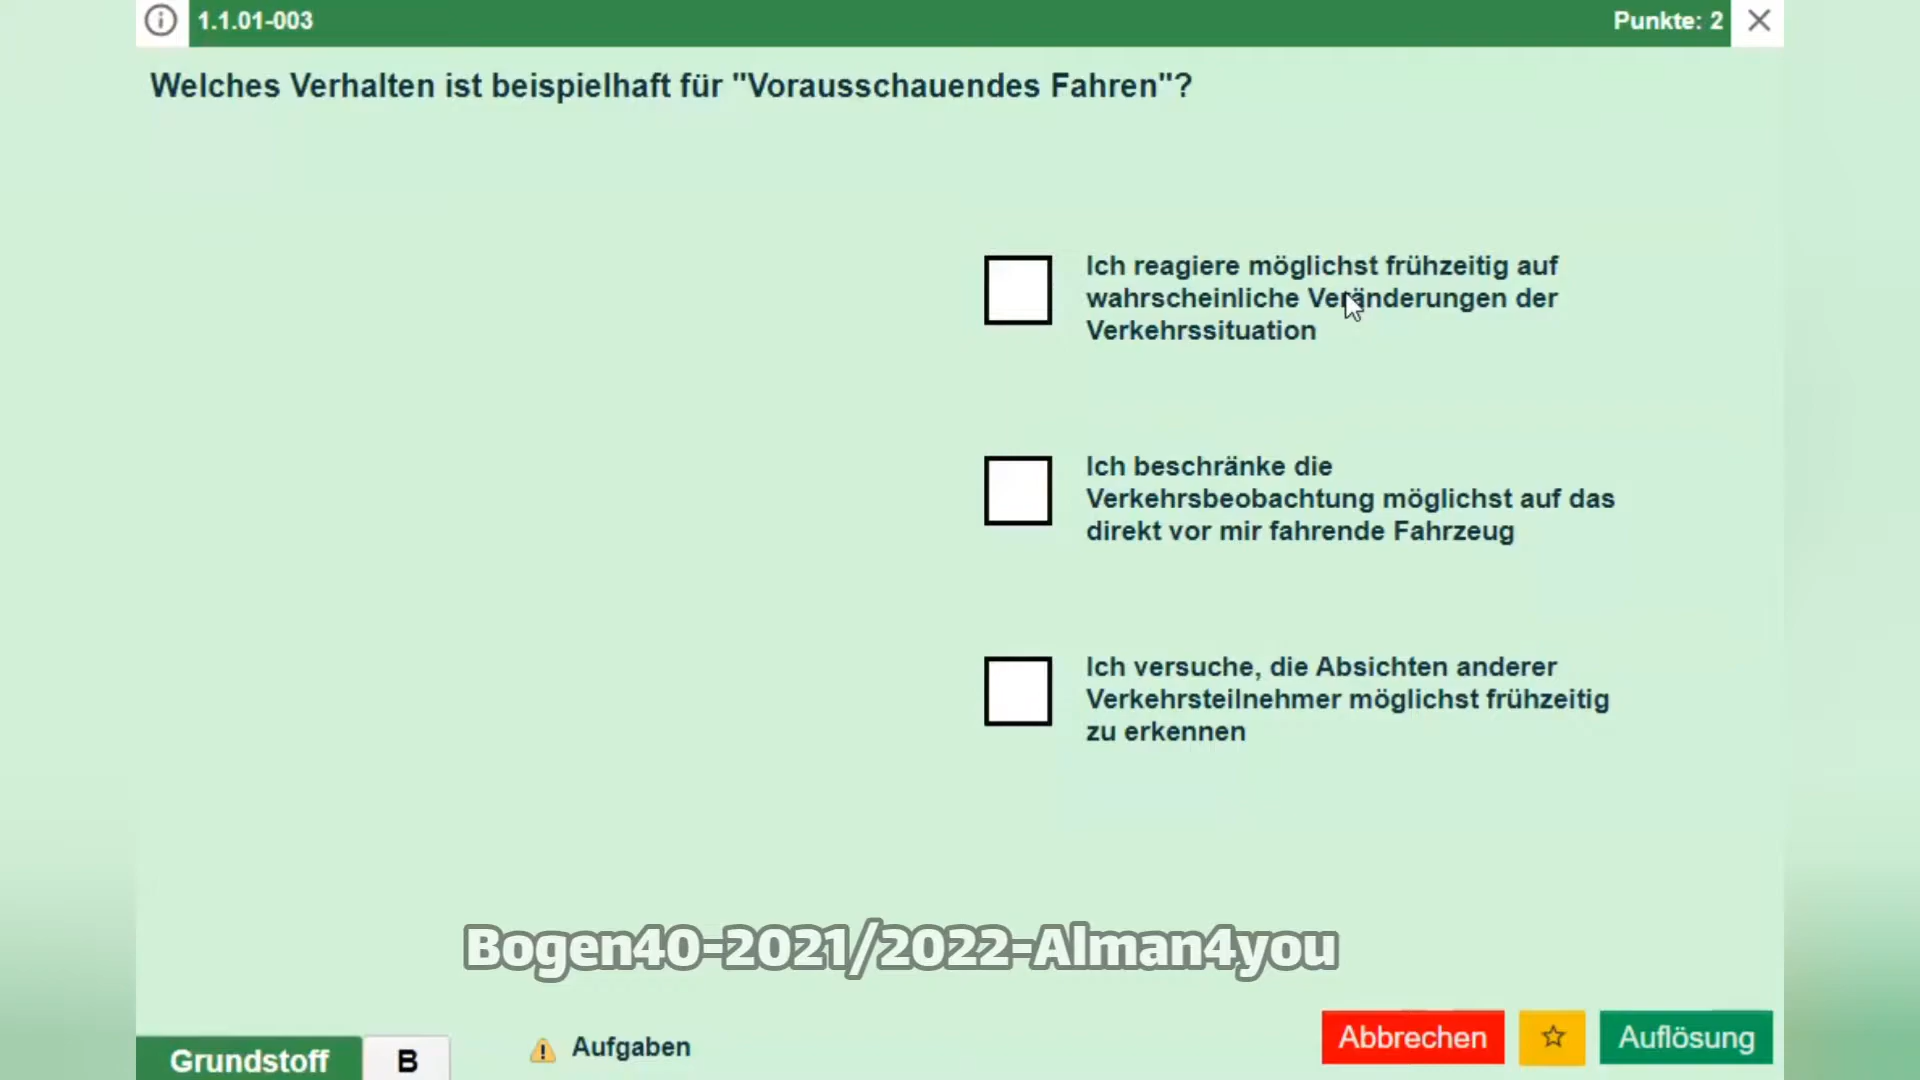 1.1.01-003
Punkte: 2
Welches Verhalten ist beispielhaft für "Vorausschauendes Fahren"?
Ich reagiere möglichst frühzeitig auf
wahrscheinliche Veränderungen der
Verkehrssituation
Ich beschränke die
Verkehrsbeobachtung möglichst auf das
direkt vor mir fahrende Fahrzeug
Ich versuche, die Absichten anderer
Verkehrsteilnehmer möglichst frühzeitig
zu erkennen
Bogen40-2021/2022-Alman4you
Grundstoff
B
Aufgaben
Abbrechen
Auflösung